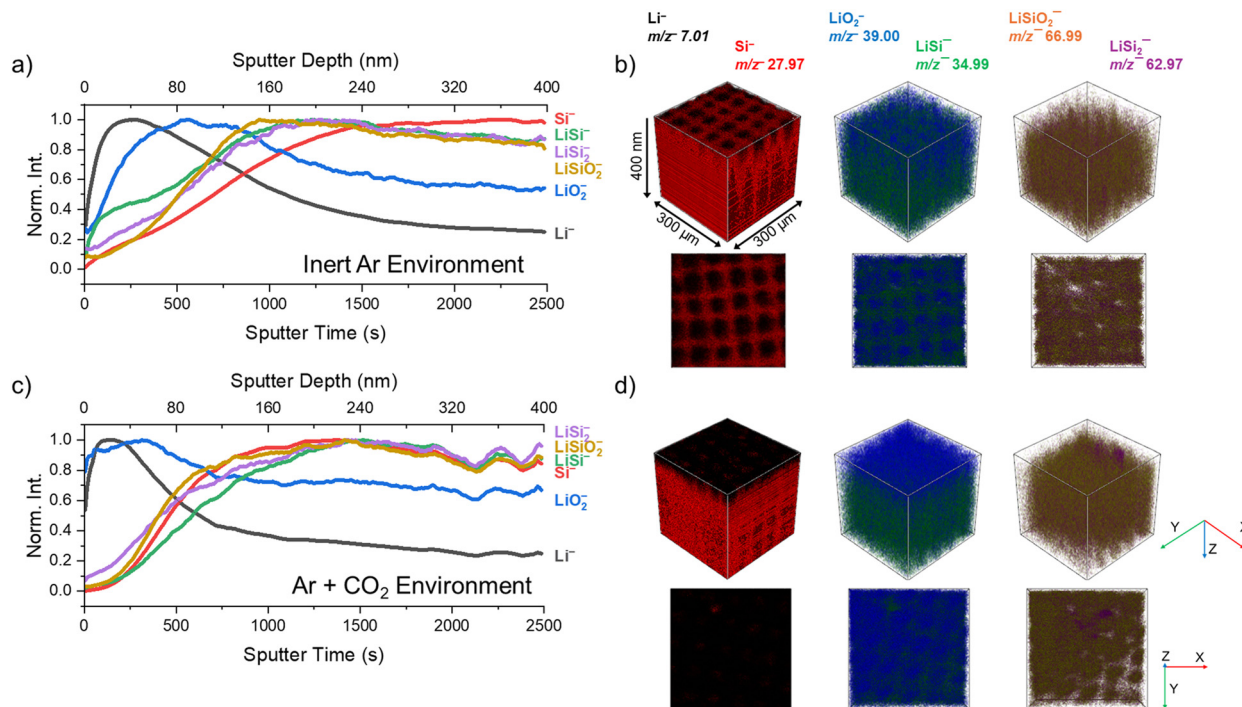 a)
Sputter Depth (nm)
0 80 160 240 320 400
Norm. Int.
1.0
0.8
0.6
0.4
0.2
0.0
Si⁻
LiSi⁻
LiSi₂⁻
LiSiO₂⁻
LiO₂⁻
Li⁻
Inert Ar Environment
0 500 1000 1500 2000 2500
Sputter Time (s)
b)
Li⁻
m/z⁻ 7.01
Si⁻
m/z⁻ 27.97
LiO₂⁻
m/z⁻ 39.00
LiSi⁻
m/z⁻ 34.99
LiSiO₂⁻
m/z⁻ 66.99
LiSi₂⁻
m/z⁻ 62.97
400 nm
300 µm
300 µm
c)
Sputter Depth (nm)
0 80 160 240 320 400
Norm. Int.
1.0
0.8
0.6
0.4
0.2
0.0
LiSi₂⁻
LiSiO₂⁻
LiSi⁻
Si⁻
LiO₂⁻
Li⁻
Ar + CO₂ Environment
0 500 1000 1500 2000 2500
Sputter Time (s)
d)
Y
Z
X
Z
X
Y